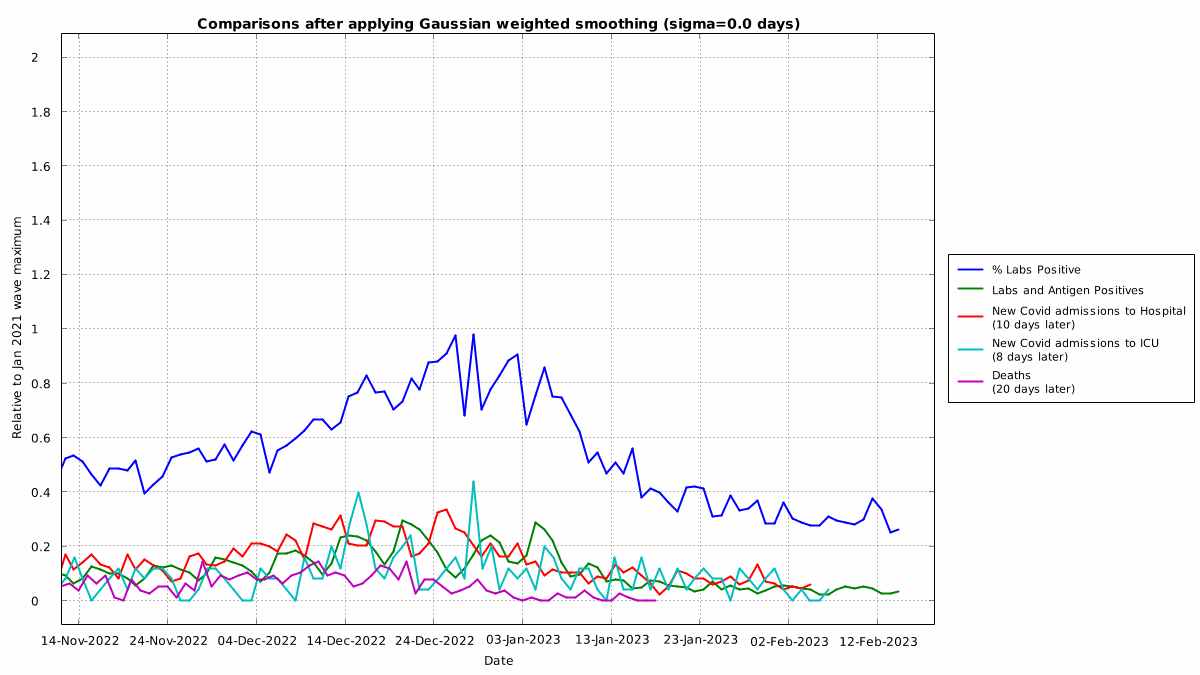 Comparisons after applying Gaussian weighted smoothing (sigma=0.0 days)
2
1.8
1.6
1.4
1.2
1
0.8
0.6
0.4
0.2
0
Relative to Jan 2021 wave maximum
14-Nov-2022 24-Nov-2022 04-Dec-2022 14-Dec-2022 24-Dec-2022 03-Jan-2023 13-Jan-2023 23-Jan-2023 02-Feb-2023 12-Feb-2023
Date
% Labs Positive
Labs and Antigen Positives
New Covid admissions to Hospital
(10 days later)
New Covid admissions to ICU
(8 days later)
Deaths
(20 days later)